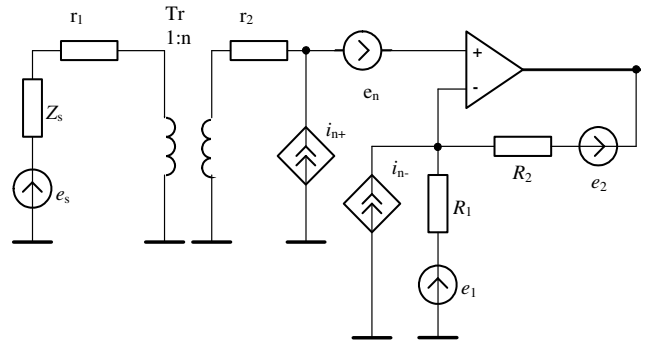 r₁
Tr
1:n
r₂
Zₛ
eₛ
eₙ
iₙ₊
+
-
iₙ₋
R₁
R₂
e₂
e₁